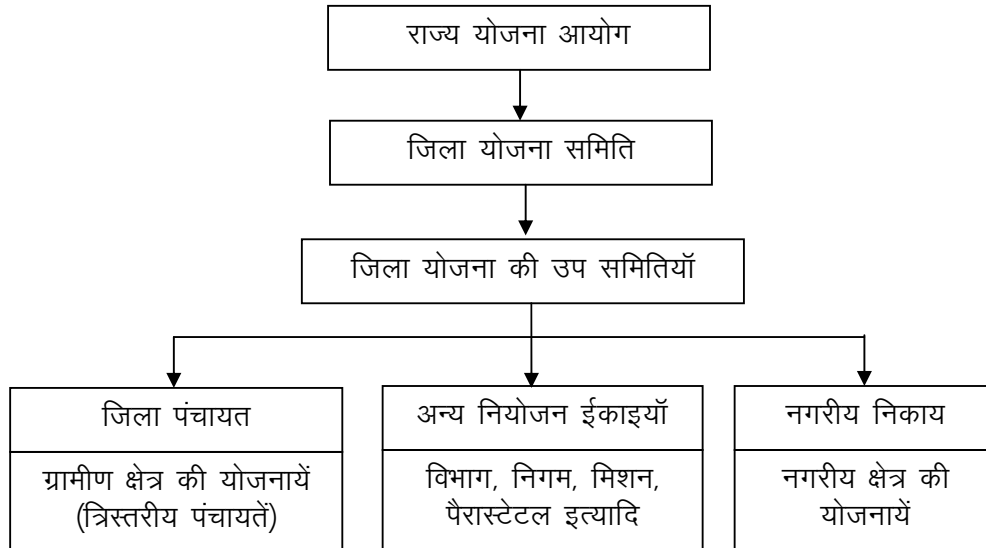 राज्य योजना आयोग
जिला योजना समिति
जिला योजना की उप समितियॉ
जिला पंचायत
ग्रामीण क्षेत्र की योजनायें
(त्रिस्तरीय पंचायतें)
अन्य नियोजन ईकाइयॉ
विभाग, निगम, मिशन,
पैरास्टेटल इत्यादि
नगरीय निकाय
नगरीय क्षेत्र की
योजनायें